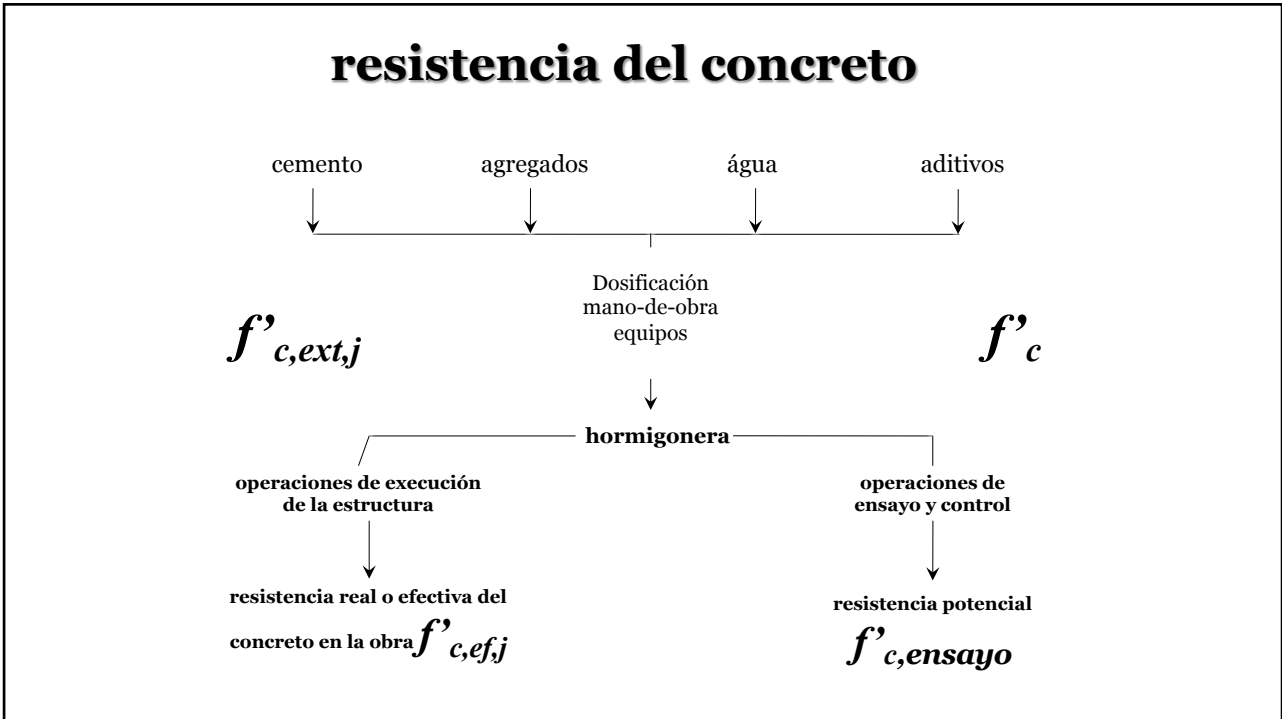 resistencia del concreto
cemento agregados água aditivos
Dosificación
mano-de-obra
equipos
f’c,ext,j f’c
hormigonera
operaciones de execución
de la estructura
operaciones de
ensayo y control
resistencia real o efectiva del
concreto en la obra f’c,ef,j
resistencia potencial
f’c,ensayo